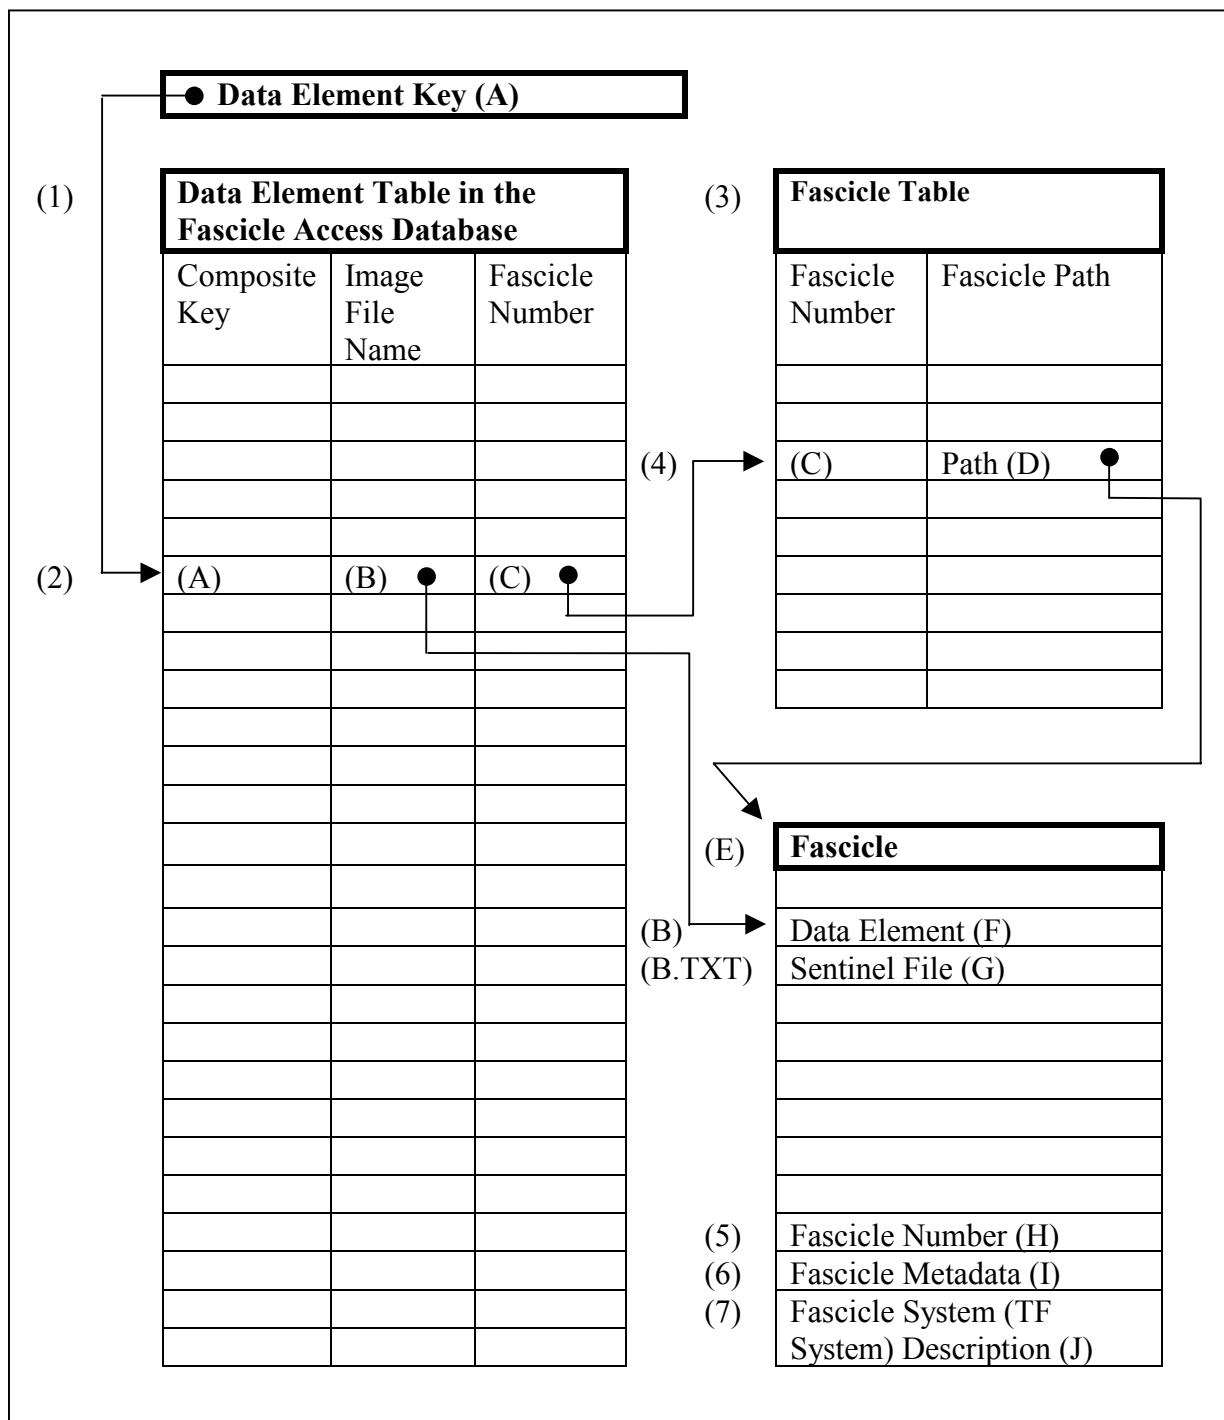 Data Element Key (A)
(1)
Data Element Table in the
Fascicle Access Database
Composite
Key
Image
File
Name
Fascicle
Number
(2)
(A)
(B)
(C)
(3)
Fascicle Table
Fascicle
Number
Fascicle Path
(4)
(C)
Path (D)
(E)
Fascicle
(B)
Data Element (F)
(B.TXT)
Sentinel File (G)
(5)
Fascicle Number (H)
(6)
Fascicle Metadata (I)
(7)
Fascicle System (TF
System) Description (J)